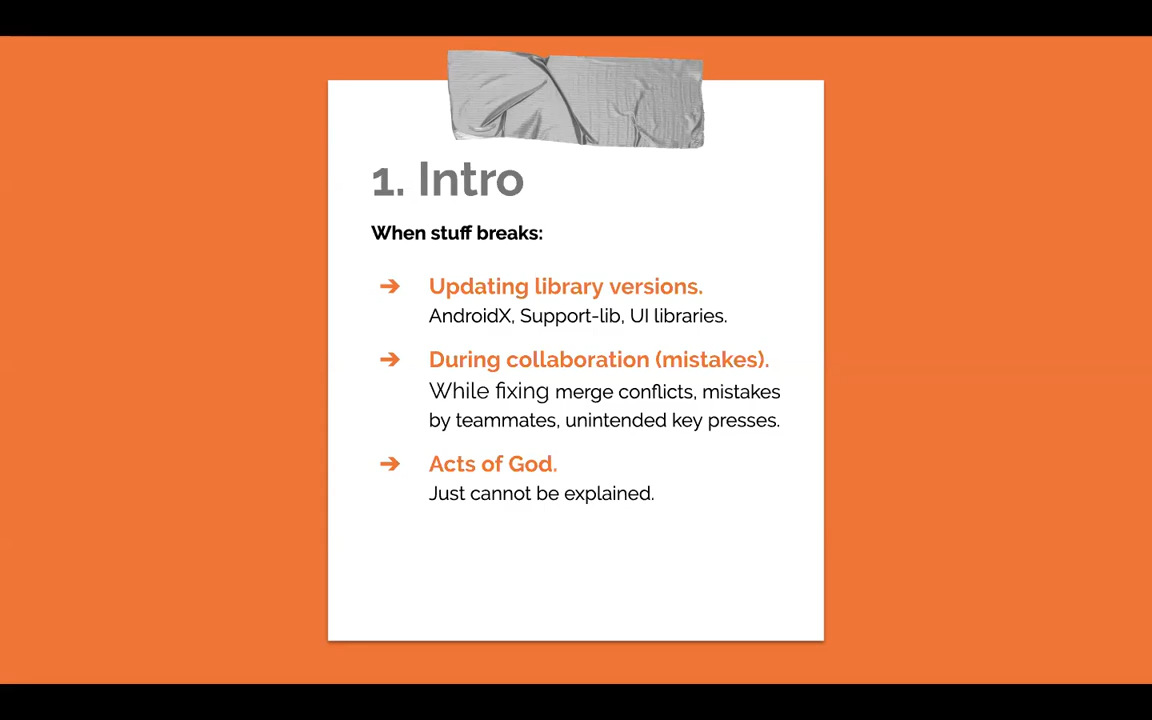 1. Intro
When stuff breaks:
➔ Updating library versions.
AndroidX, Support-lib, UI libraries.
➔ During collaboration (mistakes).
While fixing merge conflicts, mistakes
by teammates, unintended key presses.
➔ Acts of God.
Just cannot be explained.